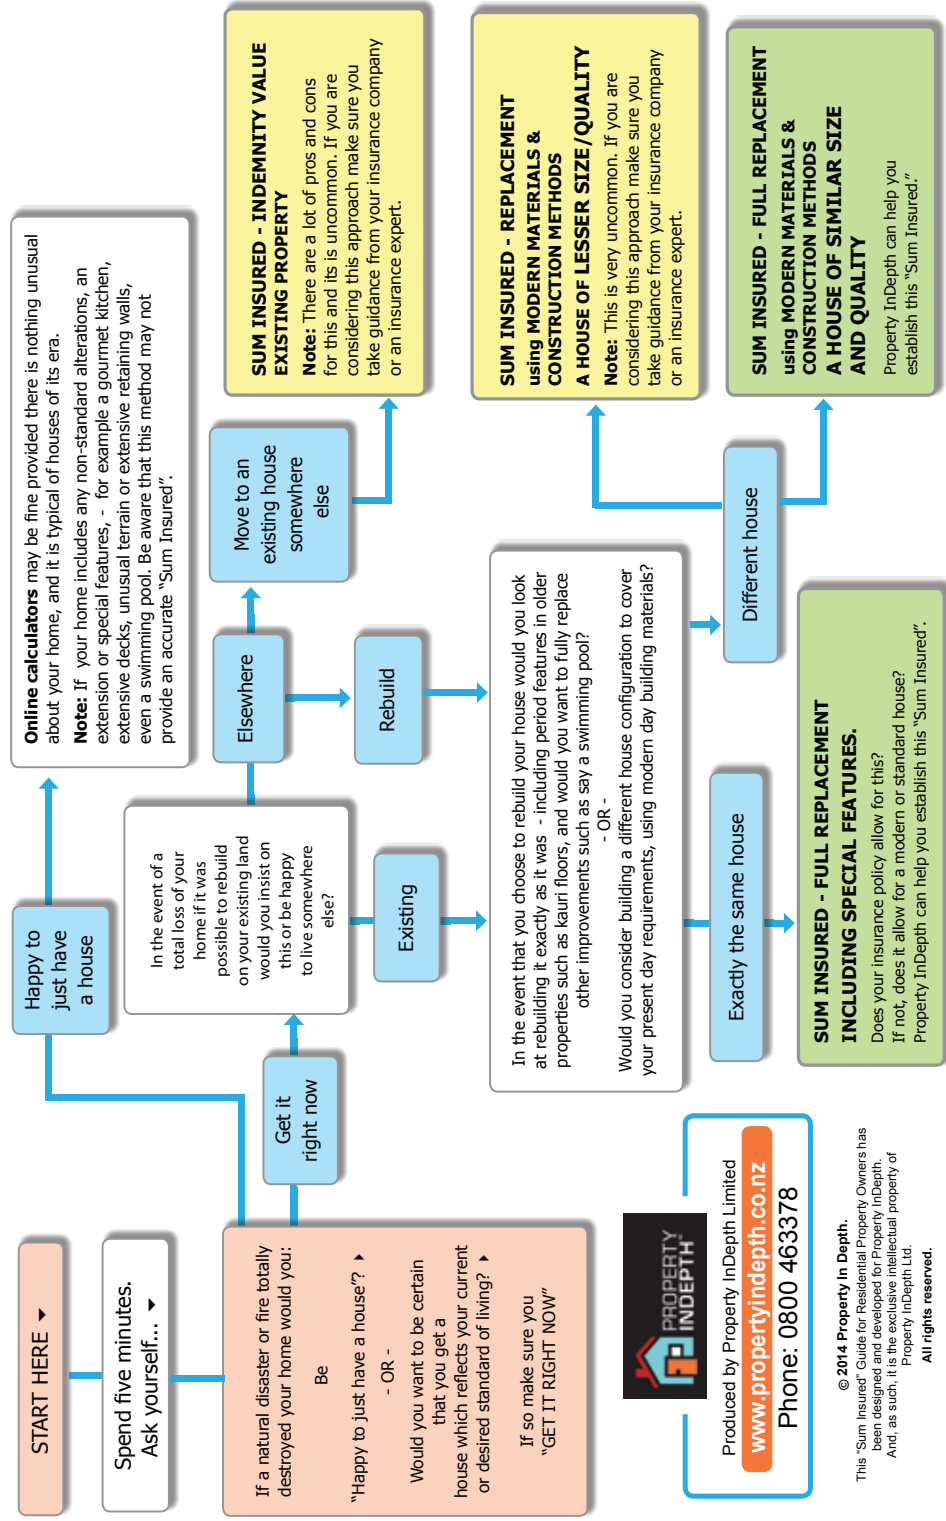 START HERE
Spend five minutes.
Ask yourself...
If a natural disaster or fire totally
destroyed your home would you:
Be
“Happy to just have a house”?
- OR -
Would you want to be certain
that you get a
house which reflects your current
or desired standard of living?
If so make sure you
“GET IT RIGHT NOW”
Happy to
just have
a house
Online calculators may be fine provided there is nothing unusual
about your home, and it is typical of houses of its era.
Note: If your home includes any non-standard alterations, an
extension or special features, - for example a gourmet kitchen,
extensive decks, unusual terrain or extensive retaining walls,
even a swimming pool. Be aware that this method may not
provide an accurate “Sum Insured”.
Get it
right now
In the event of a
total loss of your
home if it was
possible to rebuild
on your existing land
would you insist on
this or be happy
to live somewhere
else?
Elsewhere
Move to an
existing house
somewhere
else
SUM INSURED - INDEMNITY VALUE
EXISTING PROPERTY
Note: There are a lot of pros and cons
for this and its is uncommon. If you are
considering this approach make sure you
take guidance from your insurance company
or an insurance expert.
Existing
Rebuild
In the event that you choose to rebuild your house would you look
at rebuilding it exactly as it was - including period features in older
properties such as kauri floors, and would you want to fully replace
other improvements such as say a swimming pool?
- OR -
Would you consider building a different house configuration to cover
your present day requirements, using modern day building materials?
Exactly the same house
Different house
SUM INSURED - REPLACEMENT
using MODERN MATERIALS &
CONSTRUCTION METHODS
A HOUSE OF LESSER SIZE/QUALITY
Note: This is very uncommon. If you are
considering this approach make sure you
take guidance from your insurance company
or an insurance expert.
SUM INSURED - FULL REPLACEMENT
using MODERN MATERIALS &
CONSTRUCTION METHODS
A HOUSE OF SIMILAR SIZE
AND QUALITY
Property InDepth can help you
establish this “Sum Insured.”
SUM INSURED - FULL REPLACEMENT
INCLUDING SPECIAL FEATURES.
Does your insurance policy allow for this?
If not, does it allow for a modern or standard house?
Property InDepth can help you establish this “Sum Insured”.
PROPERTY
INDEPTH™
Produced by Property InDepth Limited
www.propertyindepth.co.nz
Phone: 0800 463378
© 2014 Property In Depth.
This “Sum Insured” Guide for Residential Property Owners has
been designed and developed for Property InDepth.
And, as such, it is the exclusive intellectual property of
Property InDepth Ltd.
All rights reserved.